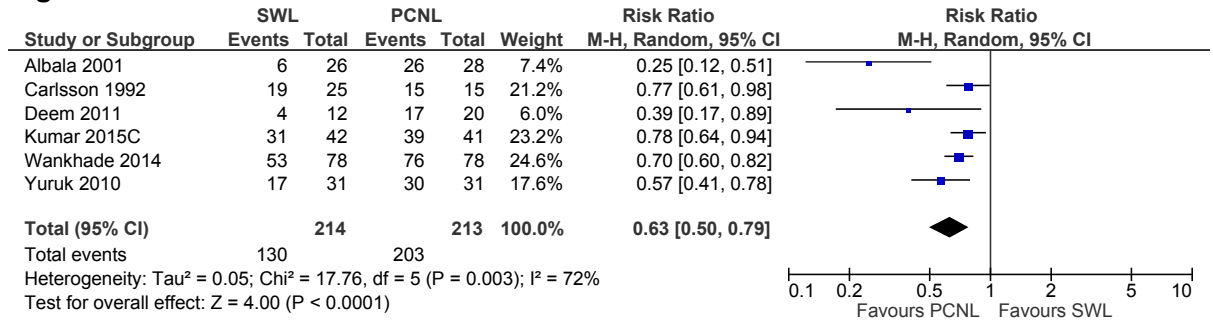 SWL PCNL Risk Ratio Risk Ratio
Study or Subgroup Events Total Events Total Weight M-H, Random, 95% CI M-H, Random, 95% CI
Albala 2001 6 26 26 28 7.4% 0.25 [0.12, 0.51]
Carlsson 1992 19 25 15 15 21.2% 0.77 [0.61, 0.98]
Deem 2011 4 12 17 20 6.0% 0.39 [0.17, 0.89]
Kumar 2015C 31 42 39 41 23.2% 0.78 [0.64, 0.94]
Wankhade 2014 53 78 76 78 24.6% 0.70 [0.60, 0.82]
Yuruk 2010 17 31 30 31 17.6% 0.57 [0.41, 0.78]
Total (95% CI) 214 213 100.0% 0.63 [0.50, 0.79]
Total events 130 203
Heterogeneity: Tau² = 0.05; Chi² = 17.76, df = 5 (P = 0.003); I² = 72%
Test for overall effect: Z = 4.00 (P < 0.0001)
0.1 0.2 0.5 1 2 5 10
Favours PCNL Favours SWL